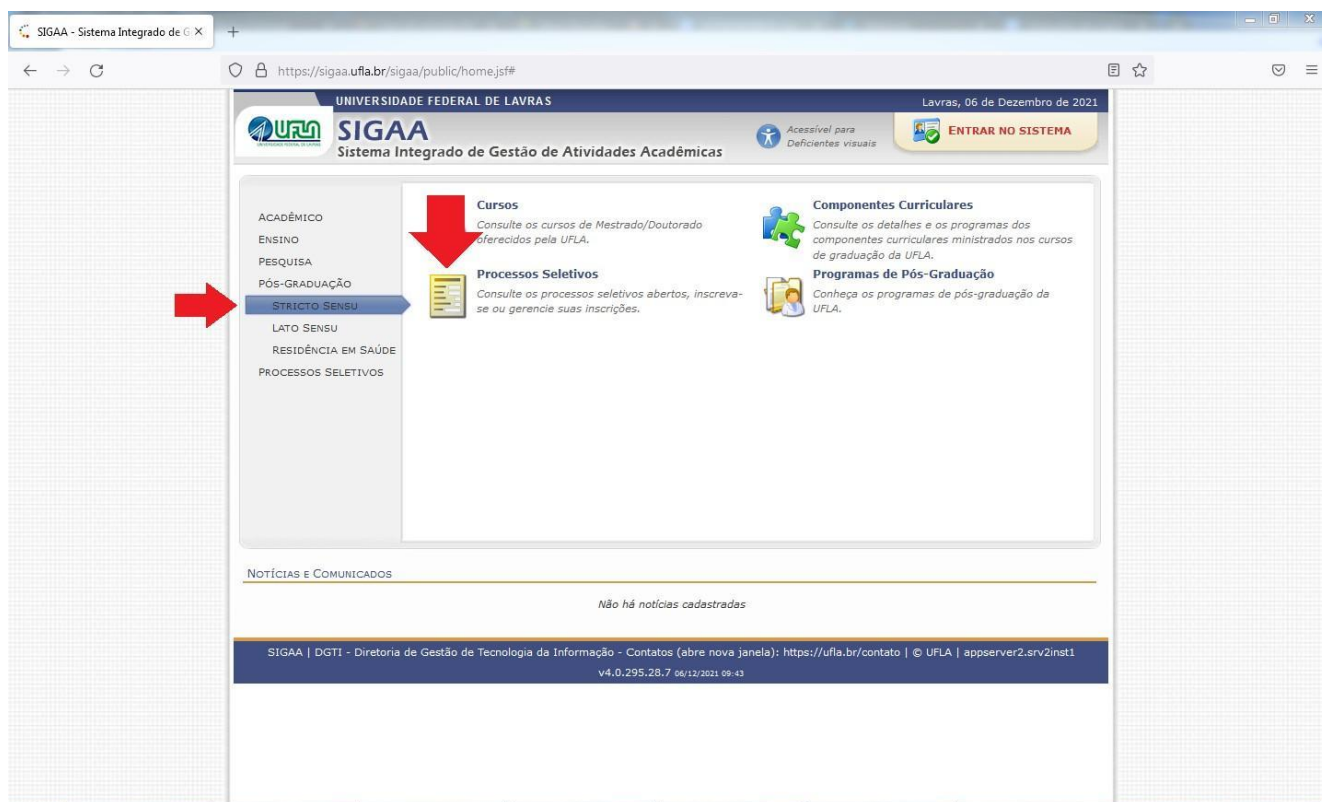 SIGAA - Sistema Integrado de G
https://sigaa.ufla.br/sigaa/public/home.jsf#
UNIVERSIDADE FEDERAL DE LAVRAS
Lavras, 06 de Dezembro de 2021
UFLA
SIGAA
Sistema Integrado de Gestão de Atividades Acadêmicas
Acessível para
Deficientes visuais
ENTRAR NO SISTEMA
ACADÊMICO
ENSINO
PESQUISA
PÓS-GRADUAÇÃO
STRICTO SENSU
LATO SENSU
RESIDÊNCIA EM SAÚDE
PROCESSOS SELETIVOS
Cursos
Consulte os cursos de Mestrado/Doutorado
oferecidos pela UFLA.
Componentes Curriculares
Consulte os detalhes e os programas dos
componentes curriculares ministrados nos cursos
de graduação da UFLA.
Processos Seletivos
Consulte os processos seletivos abertos, inscreva-
se ou gerencie suas inscrições.
Programas de Pós-Graduação
Conheça os programas de pós-graduação da
UFLA.
NOTÍCIAS E COMUNICADOS
Não há notícias cadastradas
SIGAA | DGTI - Diretoria de Gestão de Tecnologia da Informação - Contatos (abre nova janela): https://ufla.br/contato | © UFLA | appserver2.srv2inst1
v4.0.295.28.7 06/12/2021 09:43